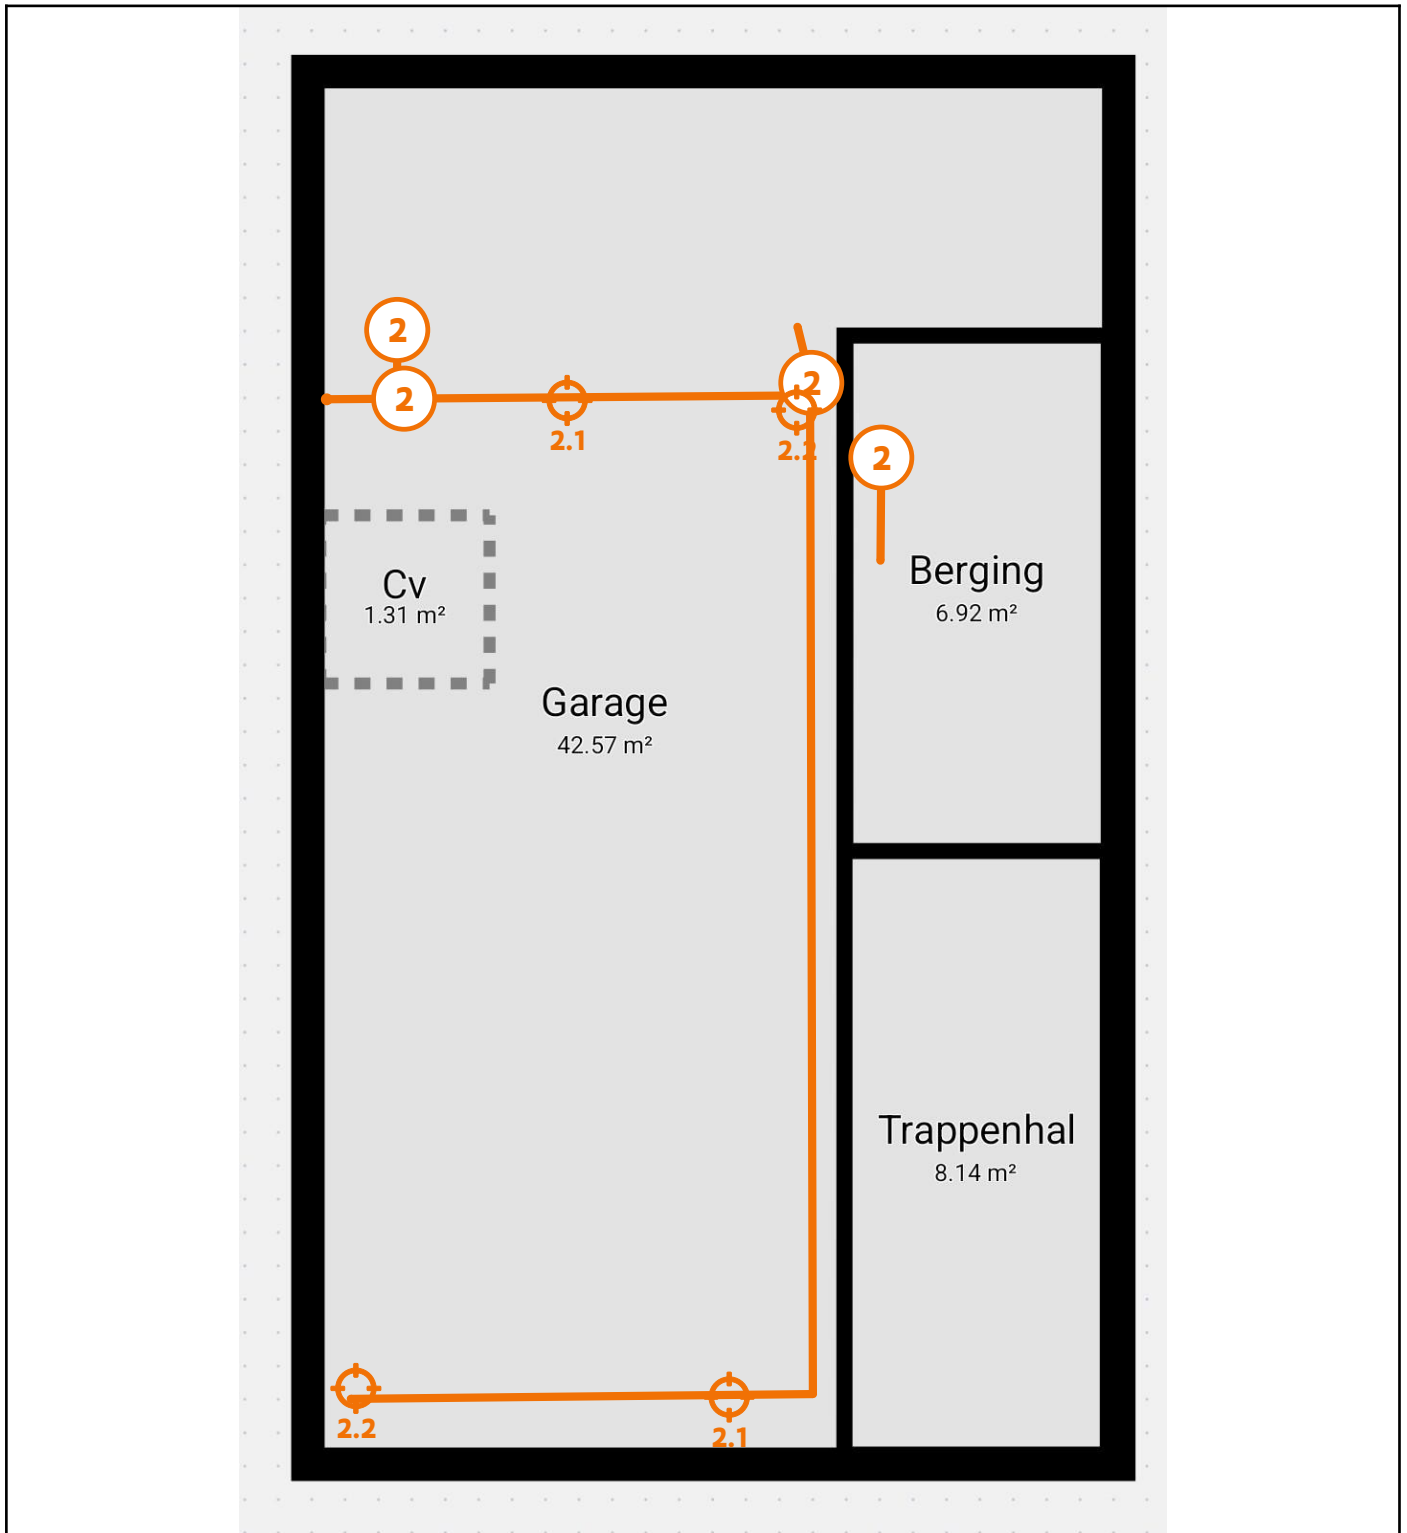 2
2
2
2.1
2.2
2
Cv
1.31 m²
Berging
6.92 m²
Garage
42.57 m²
Trappenhal
8.14 m²
2.2
2.1